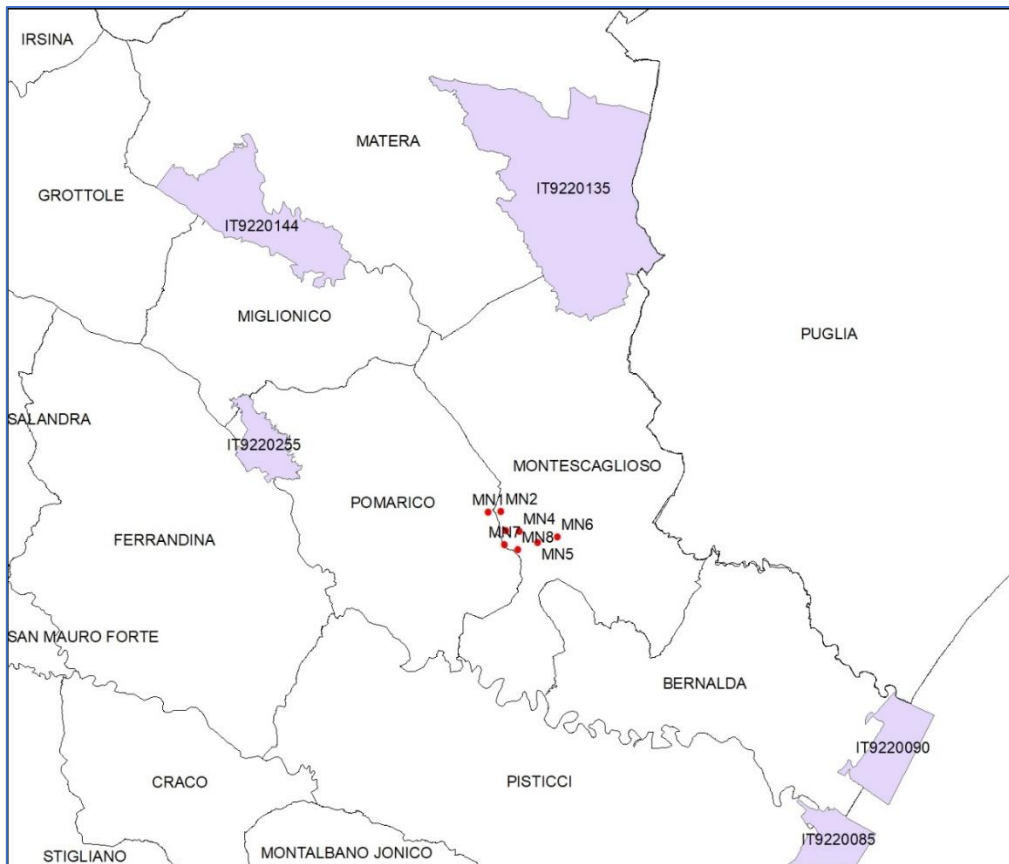 IRSINA
MATERA
GROTTOLE
IT9220135
IT9220144
MIGLIONICO
PUGLIA
SALANDRA
IT9220255
MONTESCAGLIOSO
POMARICO
MN1
MN2
MN4
MN6
MN7
MN8
MN5
FERRANDINA
SAN MAURO FORTE
BERNALDA
IT9220090
CRACO
PISTICCI
IT9220085
STIGLIANO
MONTALBANO JONICO